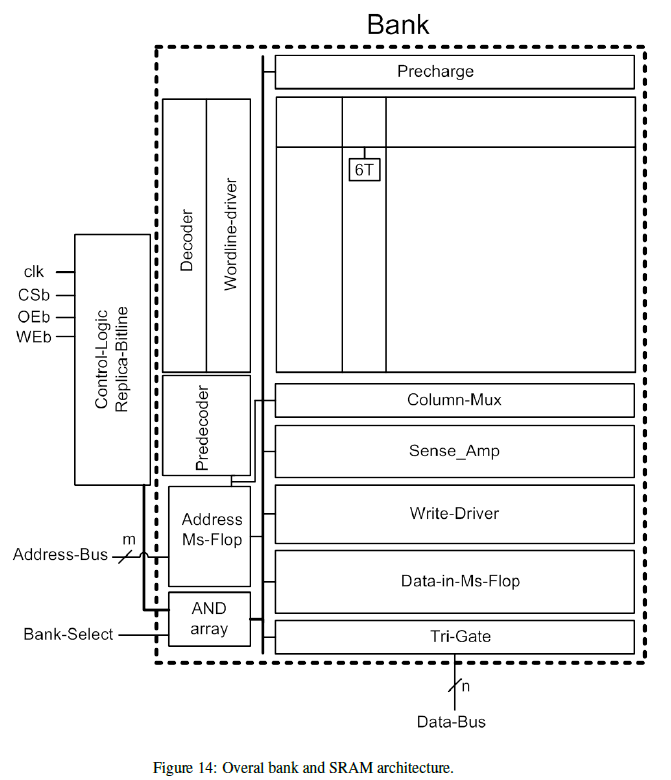 Bank
Precharge
6T
Decoder
Wordline-driver
clk
CSb
OEb
WEb
Control-Logic
Replica-Bitline
Predecoder
Column-Mux
Sense_Amp
Address
Ms-Flop
Write-Driver
m
Address-Bus
Data-in-Ms-Flop
AND
array
Bank-Select
Tri-Gate
n
Data-Bus
Figure 14: Overal bank and SRAM architecture.